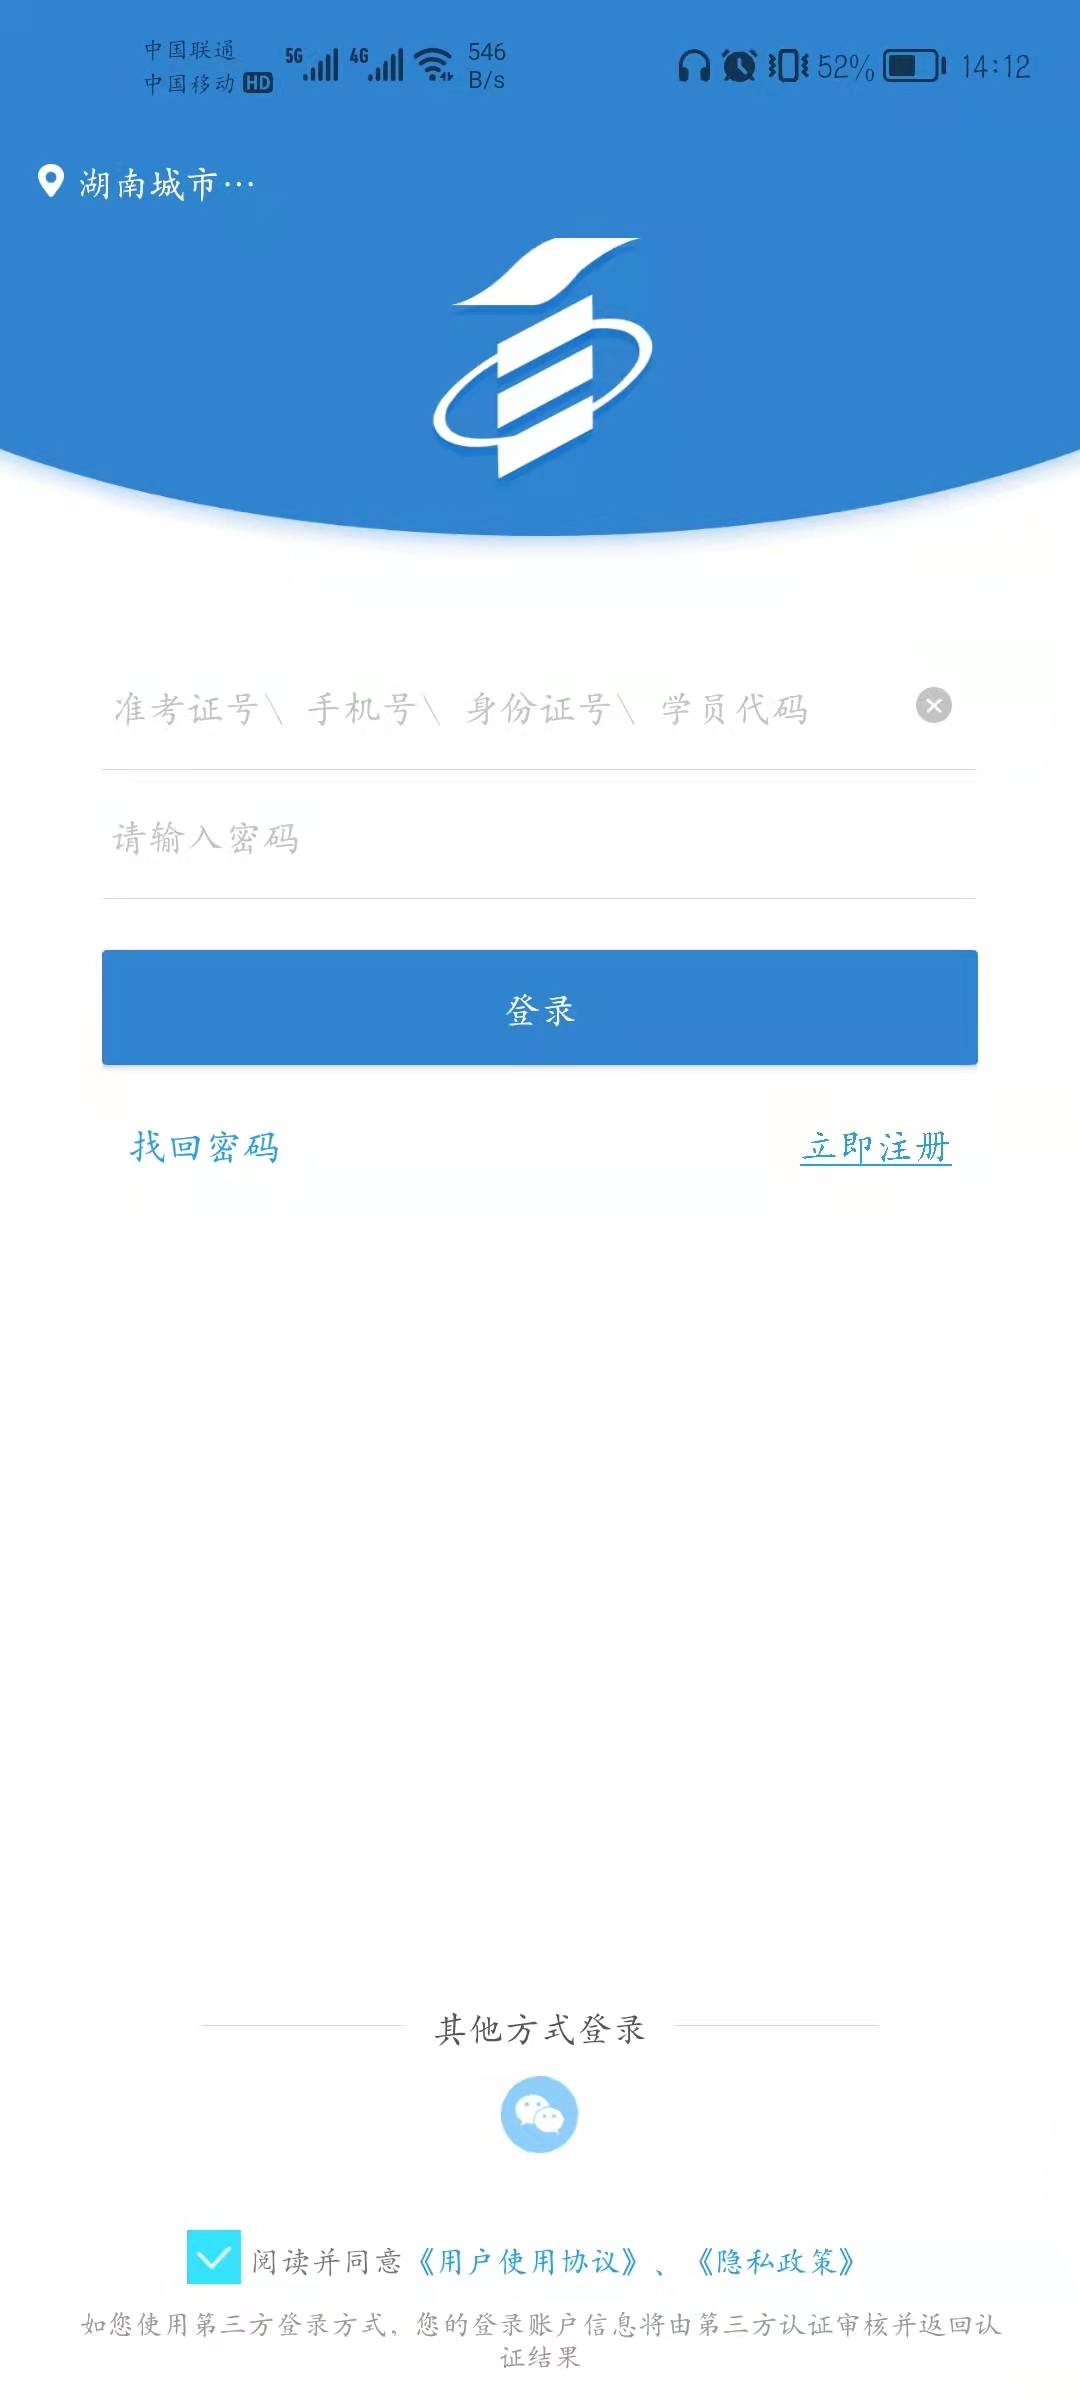 中国联通
中国移动 HD
5G 4G 546 B/s
52% 14:12
湖南城市…
准考证号\ 手机号\ 身份证号\ 学员代码
请输入密码
登录
找回密码 立即注册
其他方式登录
阅读并同意《用户使用协议》、《隐私政策》
如您使用第三方登录方式，您的登录账户信息将由第三方认证审核并返回认
证结果